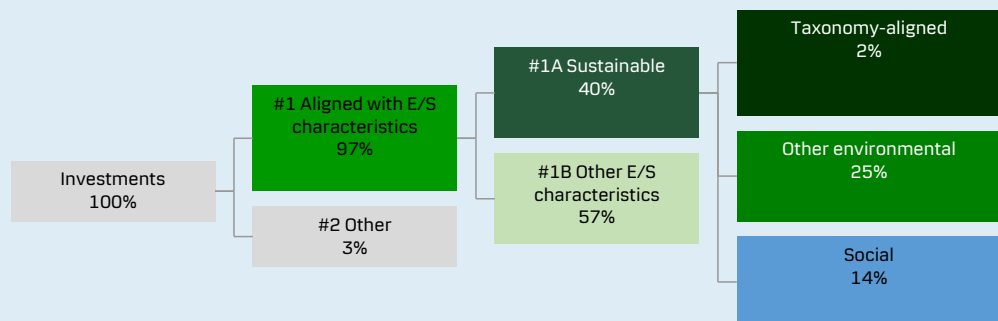 Investments
100%
#1 Aligned with E/S
characteristics
97%
#2 Other
3%
#1A Sustainable
40%
#1B Other E/S
characteristics
57%
Taxonomy-aligned
2%
Other environmental
25%
Social
14%